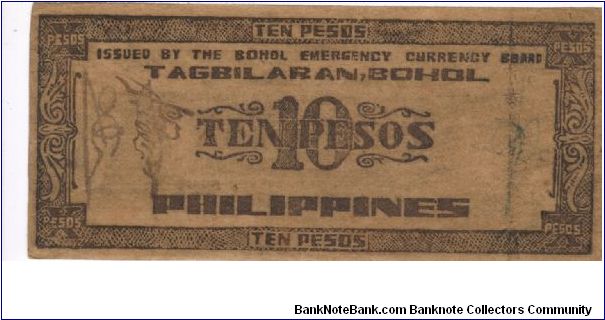 TEN PESOS
PESOS PESOS
ISSUED BY THE BOHOL EMERGENCY CURRENCY BOARD
TAGBILARAN, BOHOL
TEN 10 PESOS
PHILIPPINES
PESOS PESOS
TEN PESOS
BankNoteBank.com Banknote Collectors Community